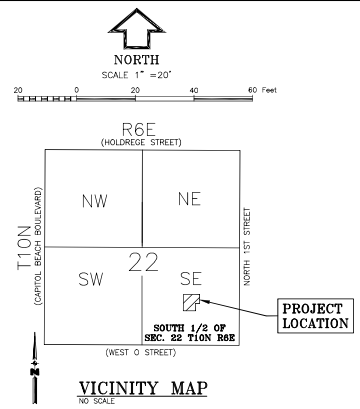 NORTH
SCALE 1" =20'
20 0 20 40 60 Feet
R6E
(HOLDREGE STREET)
T10N
(CAPITOL BEACH BOULEVARD)
NW NE
NORTH 1ST STREET
22
SW SE
PROJECT
LOCATION
SOUTH 1/2 OF
SEC. 22 T10N R6E
(WEST O STREET)
N
VICINITY MAP
NO SCALE